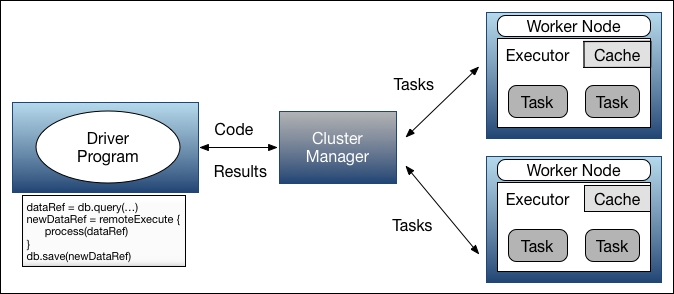 Driver
Program
dataRef = db.query(...)
newDataRef = remoteExecute {
process(dataRef)
}
db.save(newDataRef)
Code
Results
Cluster
Manager
Tasks
Tasks
Worker Node
Executor
Cache
Task
Task
Worker Node
Executor
Cache
Task
Task